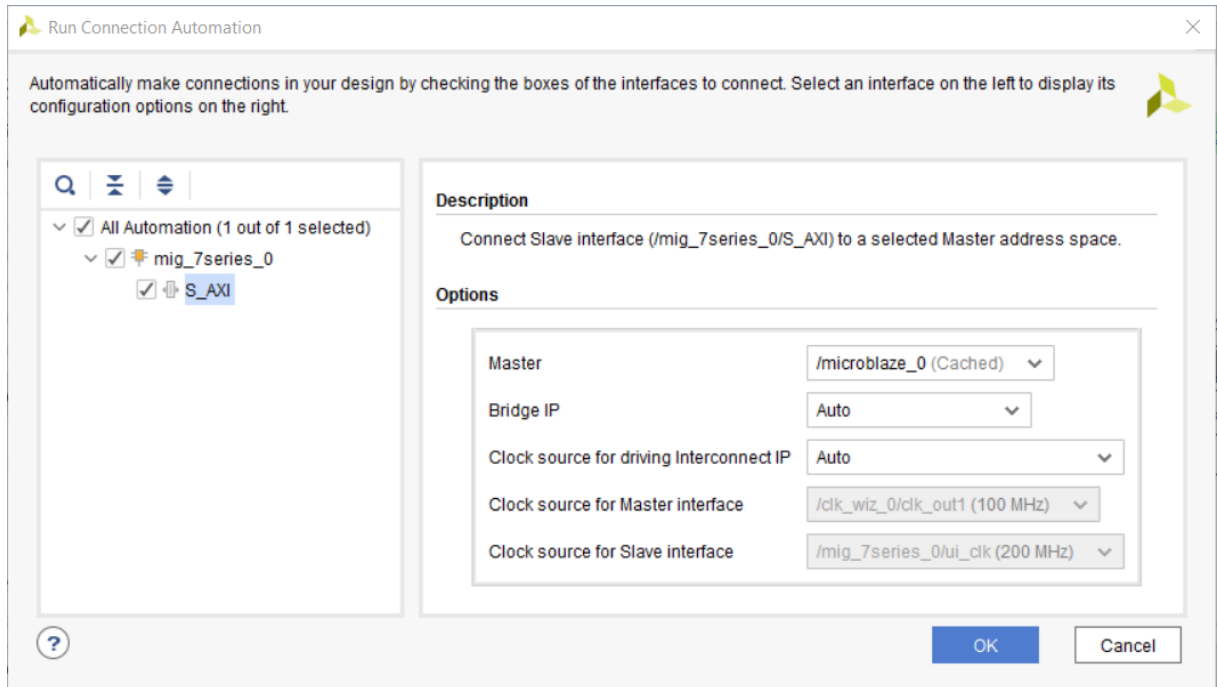 Run Connection Automation
Automatically make connections in your design by checking the boxes of the interfaces to connect. Select an interface on the left to display its
configuration options on the right.
All Automation (1 out of 1 selected)
mig_7series_0
S_AXI
Description
Connect Slave interface (/mig_7series_0/S_AXI) to a selected Master address space.
Options
Master /microblaze_0 (Cached)
Bridge IP Auto
Clock source for driving Interconnect IP Auto
Clock source for Master interface /clk_wiz_0/clk_out1 (100 MHz)
Clock source for Slave interface /mig_7series_0/ui_clk (200 MHz)
? OK Cancel